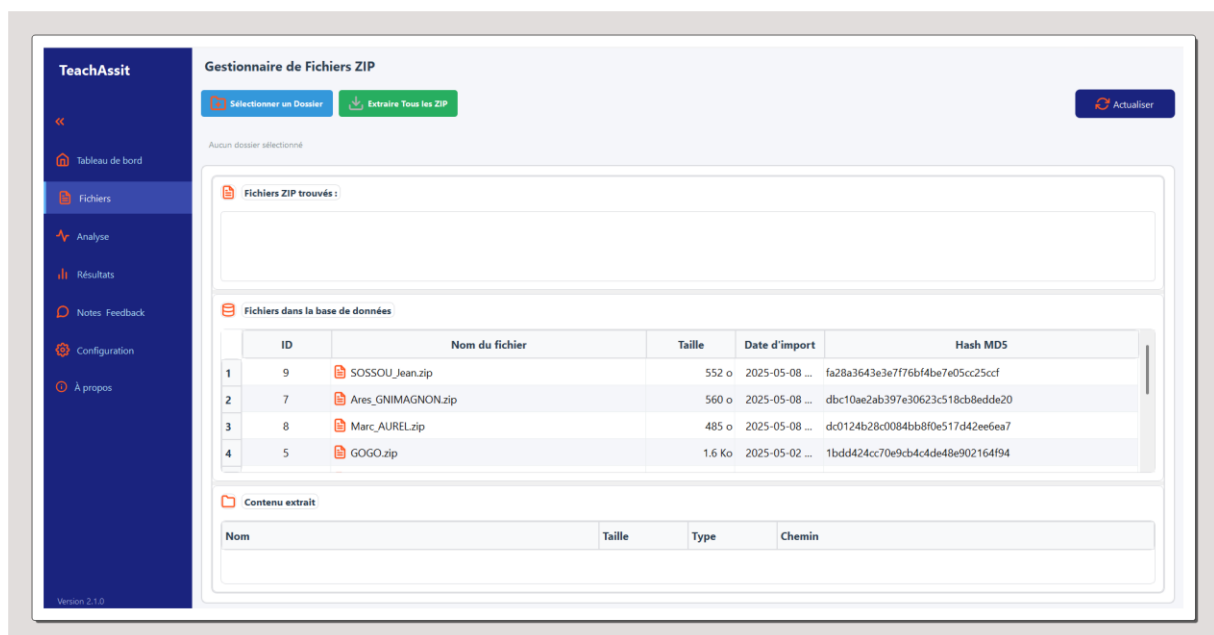 TeachAssit
«
Tableau de bord
Fichiers
Analyse
Résultats
Notes Feedback
Configuration
À propos
Version 2.1.0
Gestionnaire de Fichiers ZIP
Sélectionner un Dossier
Extraire Tous les ZIP
Actualiser
Aucun dossier sélectionné
Fichiers ZIP trouvés :
Fichiers dans la base de données
ID Nom du fichier Taille Date d'import Hash MD5
1 9 SOSSOU_Jean.zip 552 o 2025-05-08 ... fa28a3643e3e7f76bf4be7e05cc25ccf
2 7 Ares_GNIMAGNON.zip 560 o 2025-05-08 ... dbc10ae2ab397e30623c518cb8edde20
3 8 Marc_AUREL.zip 485 o 2025-05-08 ... dc0124b28c0084bb8f0e517d42ee6ea7
4 5 GOGO.zip 1.6 Ko 2025-05-02 ... 1bdd424cc70e9cb4c4de48e902164f94
Contenu extrait
Nom Taille Type Chemin